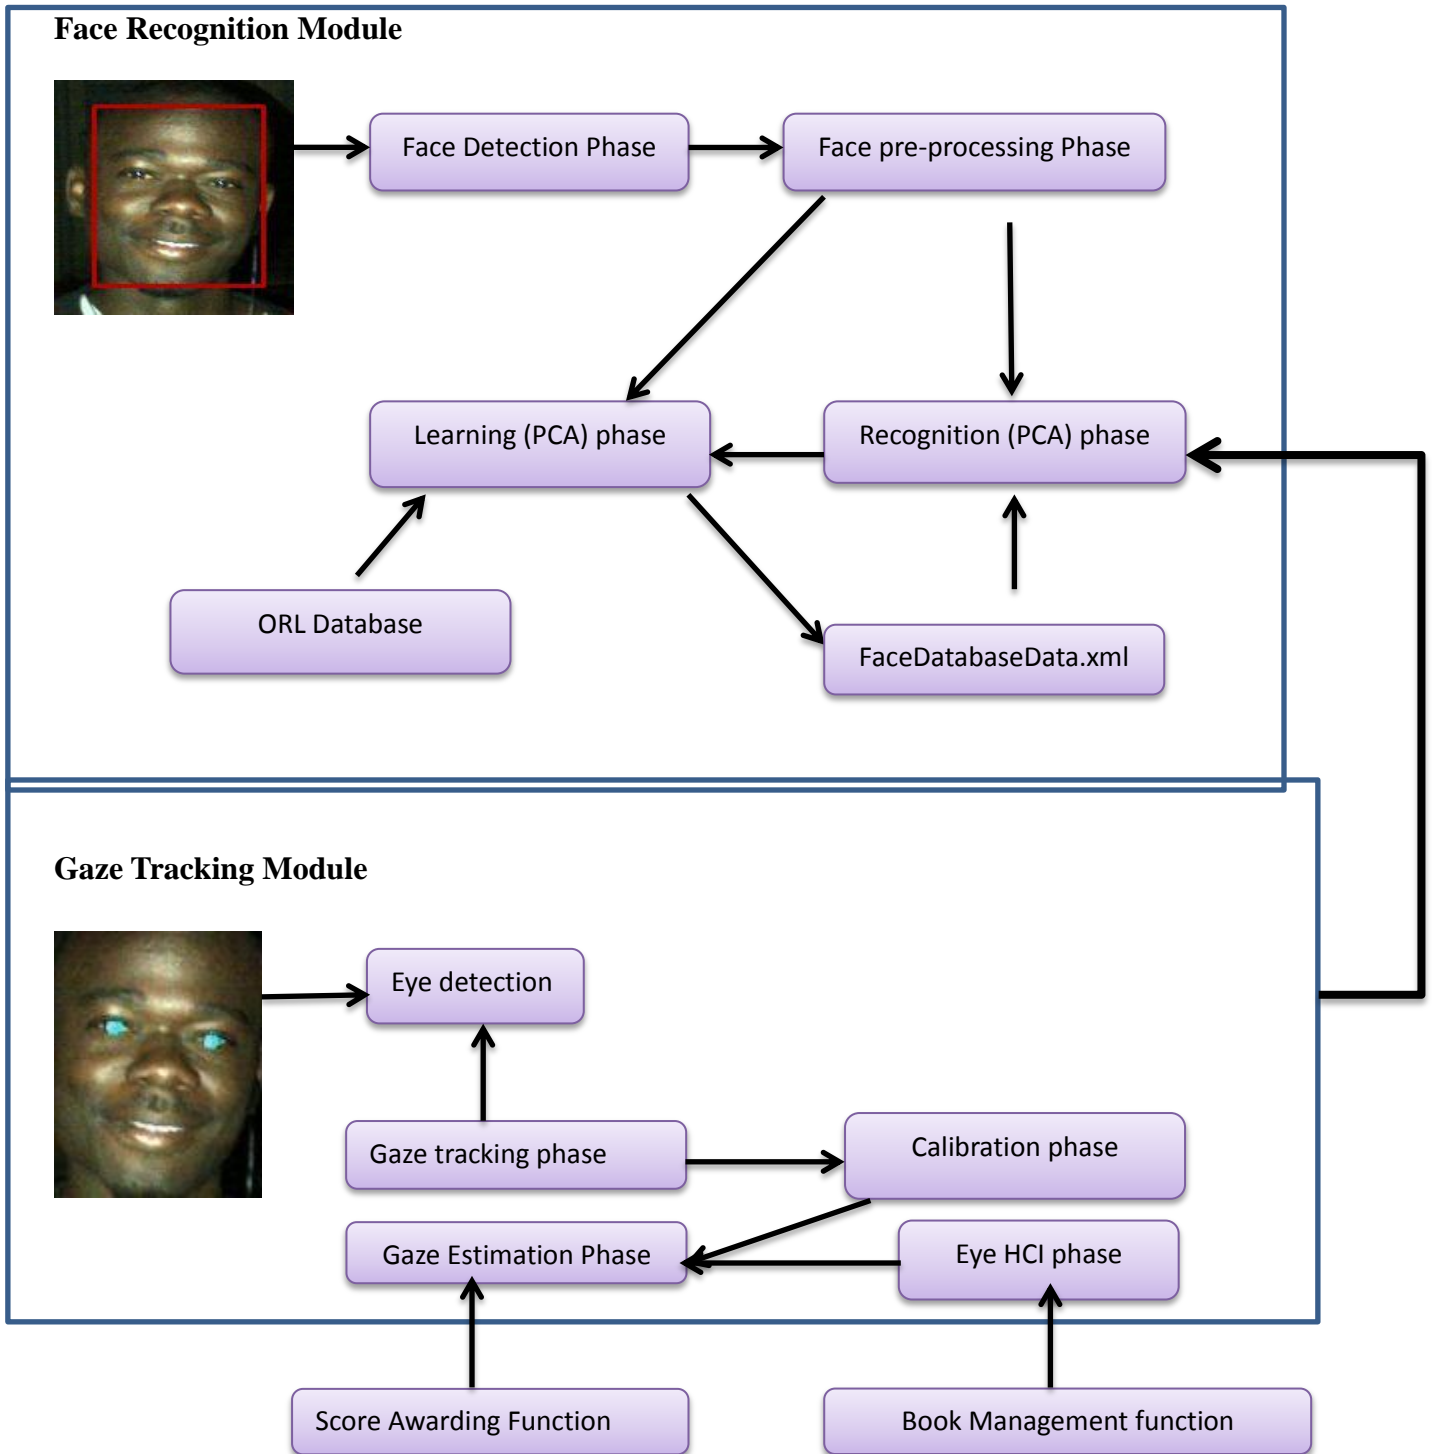 Face Recognition Module
Face Detection Phase
Face pre-processing Phase
Learning (PCA) phase
Recognition (PCA) phase
ORL Database
FaceDatabaseData.xml
Gaze Tracking Module
Eye detection
Gaze tracking phase
Calibration phase
Gaze Estimation Phase
Eye HCI phase
Score Awarding Function
Book Management function